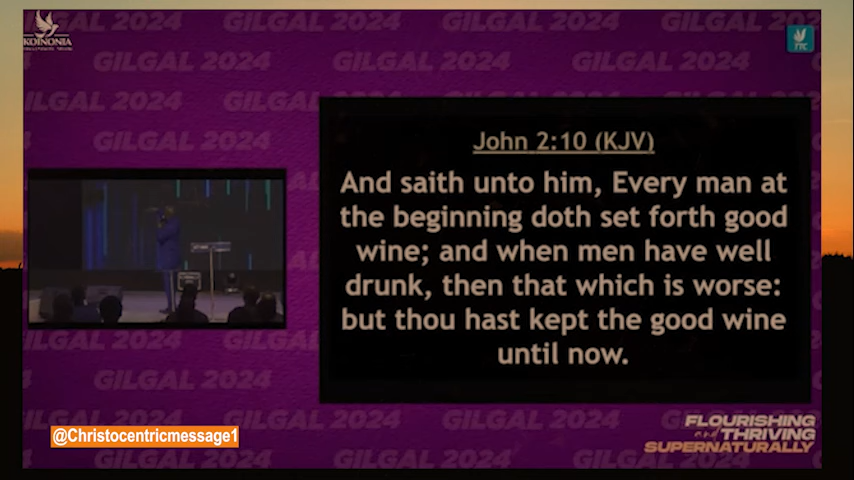 KOINONIA
GILGAL 2024
TTC
John 2:10 (KJV)
And saith unto him, Every man at
the beginning doth set forth good
wine; and when men have well
drunk, then that which is worse:
but thou hast kept the good wine
until now.
@Christocentricmessage1
FLOURISHING
and THRIVING
SUPERNATURALLY